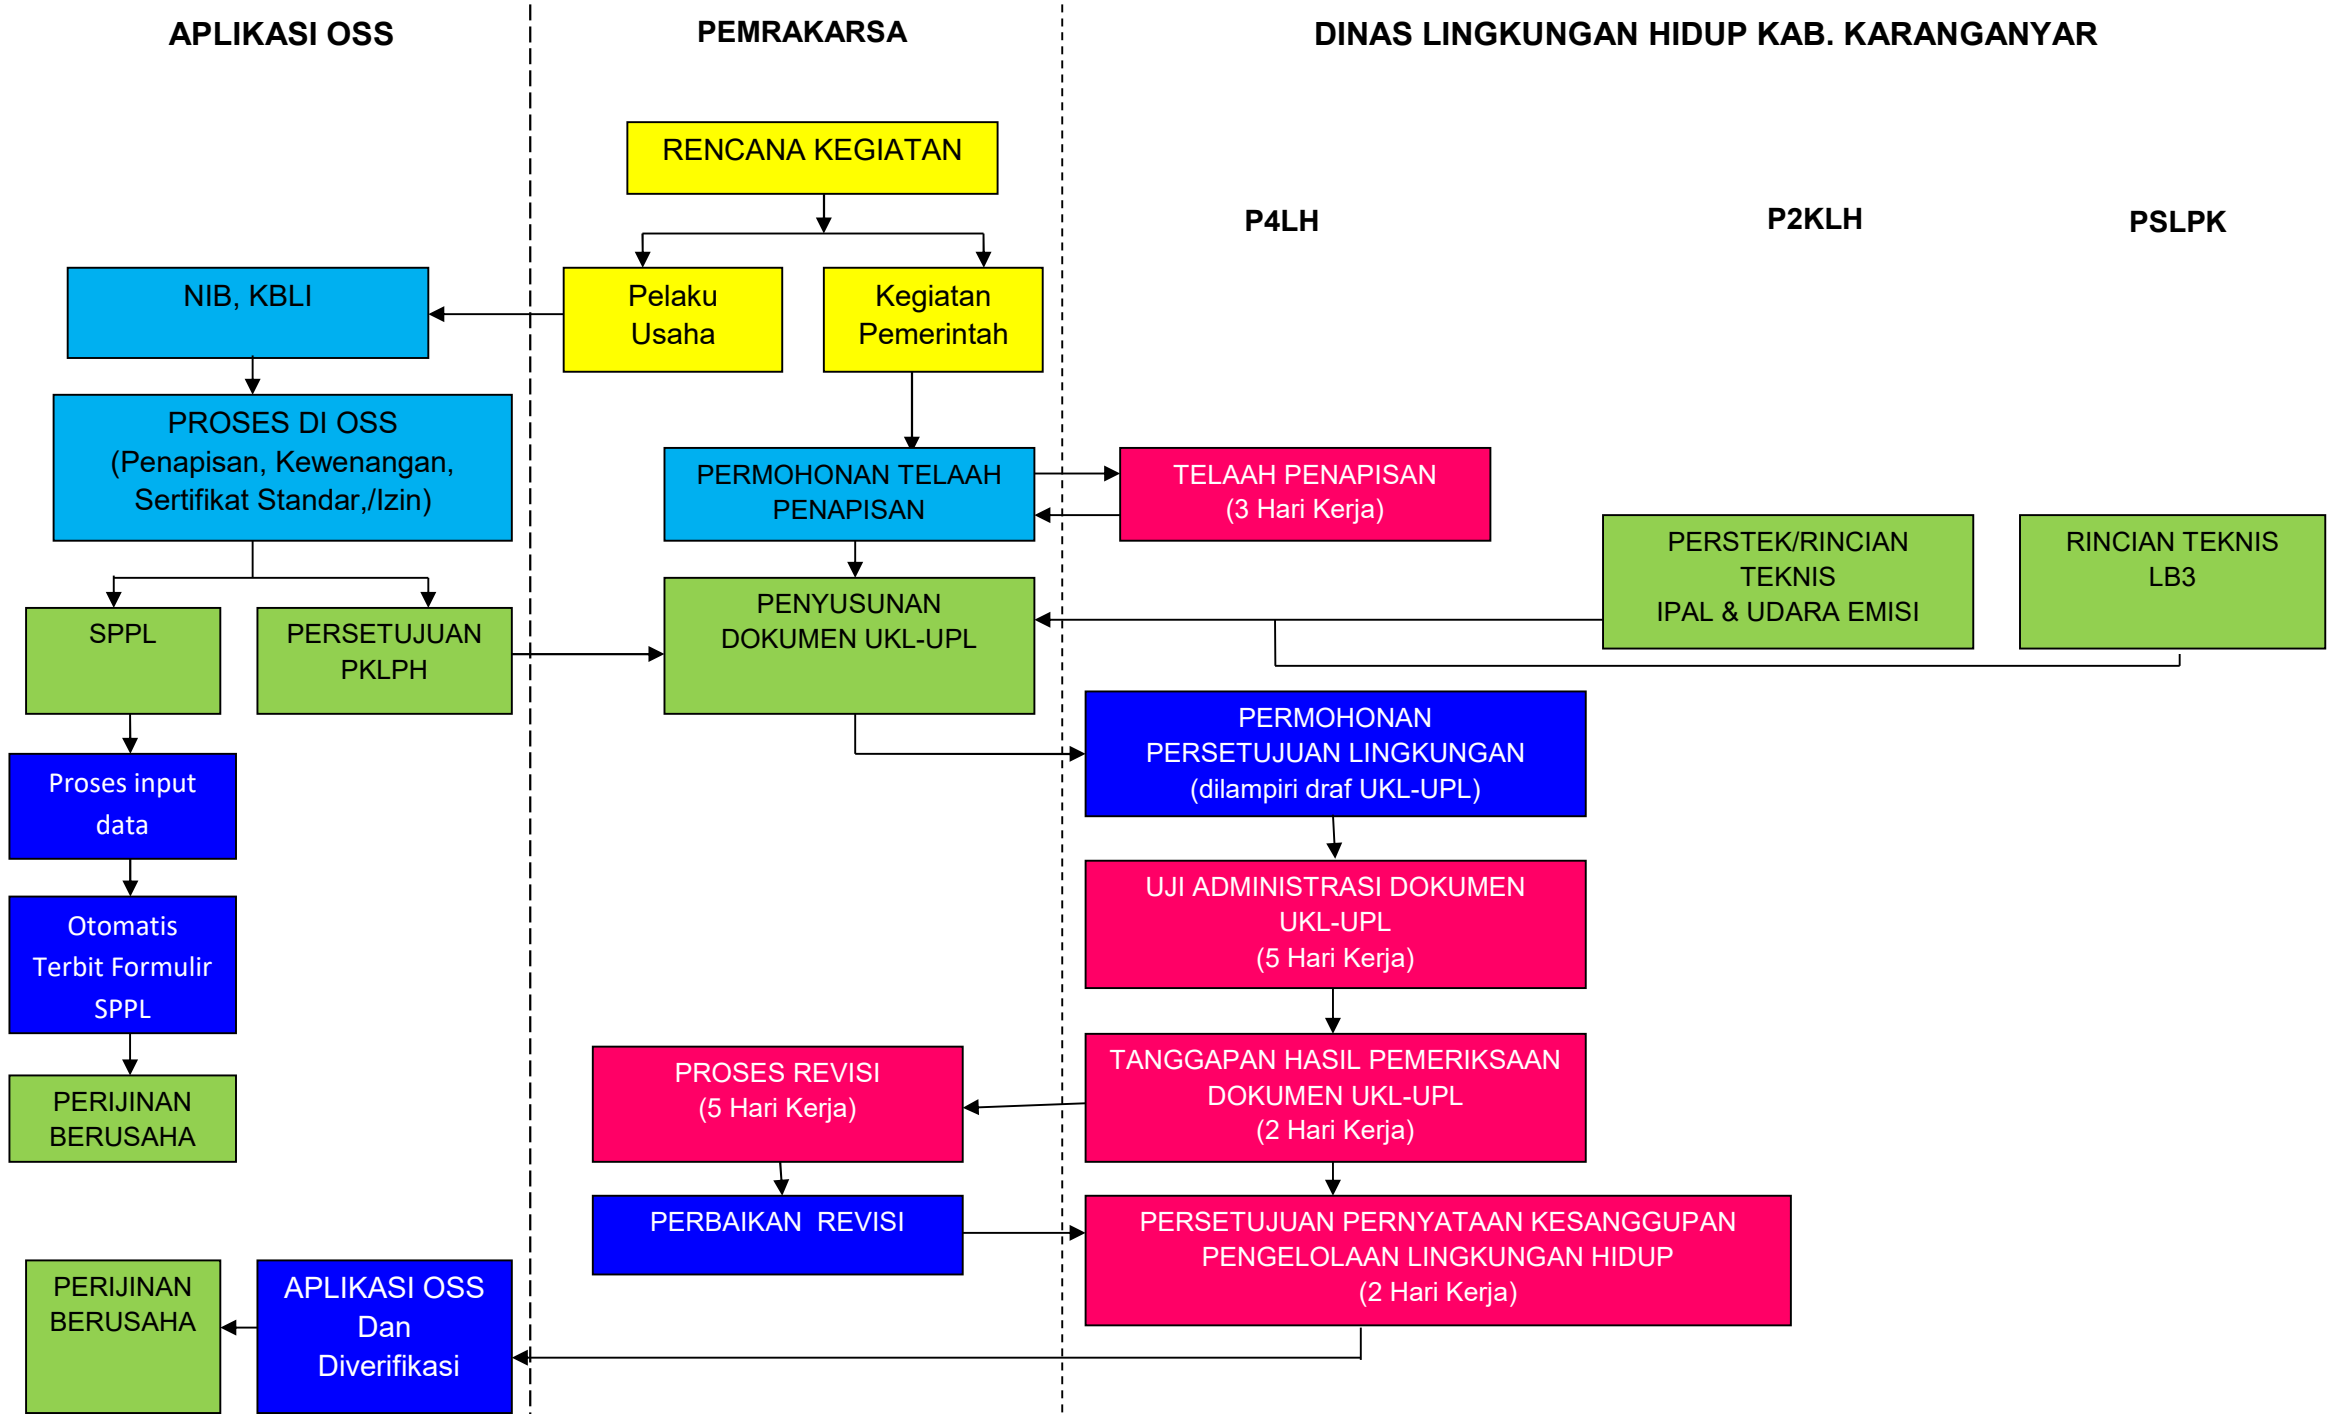 APLIKASI OSS
PEMRAKARSA
DINAS LINGKUNGAN HIDUP KAB. KARANGANYAR
RENCANA KEGIATAN
P4LH
P2KLH
PSLPK
NIB, KBLI
Pelaku
Usaha
Kegiatan
Pemerintah
PROSES DI OSS
(Penapisan, Kewenangan,
Sertifikat Standar,/Izin)
PERMOHONAN TELAAH
PENAPISAN
TELAAH PENAPISAN
(3 Hari Kerja)
PERSTEK/RINCIAN
TEKNIS
IPAL & UDARA EMISI
RINCIAN TEKNIS
LB3
SPPL
PERSETUJUAN
PKLPH
PENYUSUNAN
DOKUMEN UKL-UPL
PERMOHONAN
PERSETUJUAN LINGKUNGAN
(dilampiri draf UKL-UPL)
Proses input
data
UJI ADMINISTRASI DOKUMEN
UKL-UPL
(5 Hari Kerja)
Otomatis
Terbit Formulir
SPPL
PERIJINAN
BERUSAHA
PROSES REVISI
(5 Hari Kerja)
TANGGAPAN HASIL PEMERIKSAAN
DOKUMEN UKL-UPL
(2 Hari Kerja)
PERBAIKAN  REVISI
PERSETUJUAN PERNYATAAN KESANGGUPAN
PENGELOLAAN LINGKUNGAN HIDUP
(2 Hari Kerja)
PERIJINAN
BERUSAHA
APLIKASI OSS
Dan
Diverifikasi